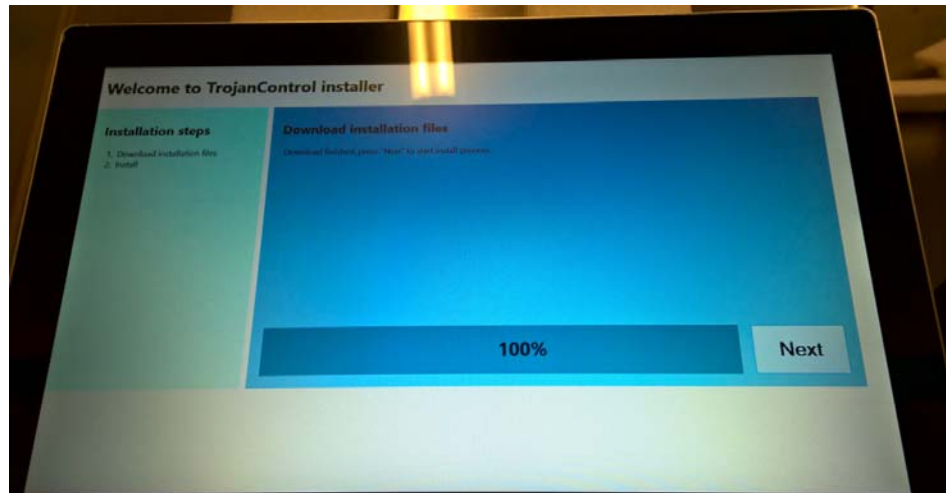 Welcome to TrojanControl installer
Installation steps
1. Download installation files
2. Install
Download installation files
Download finished, press "Next" to start install process
100%
Next